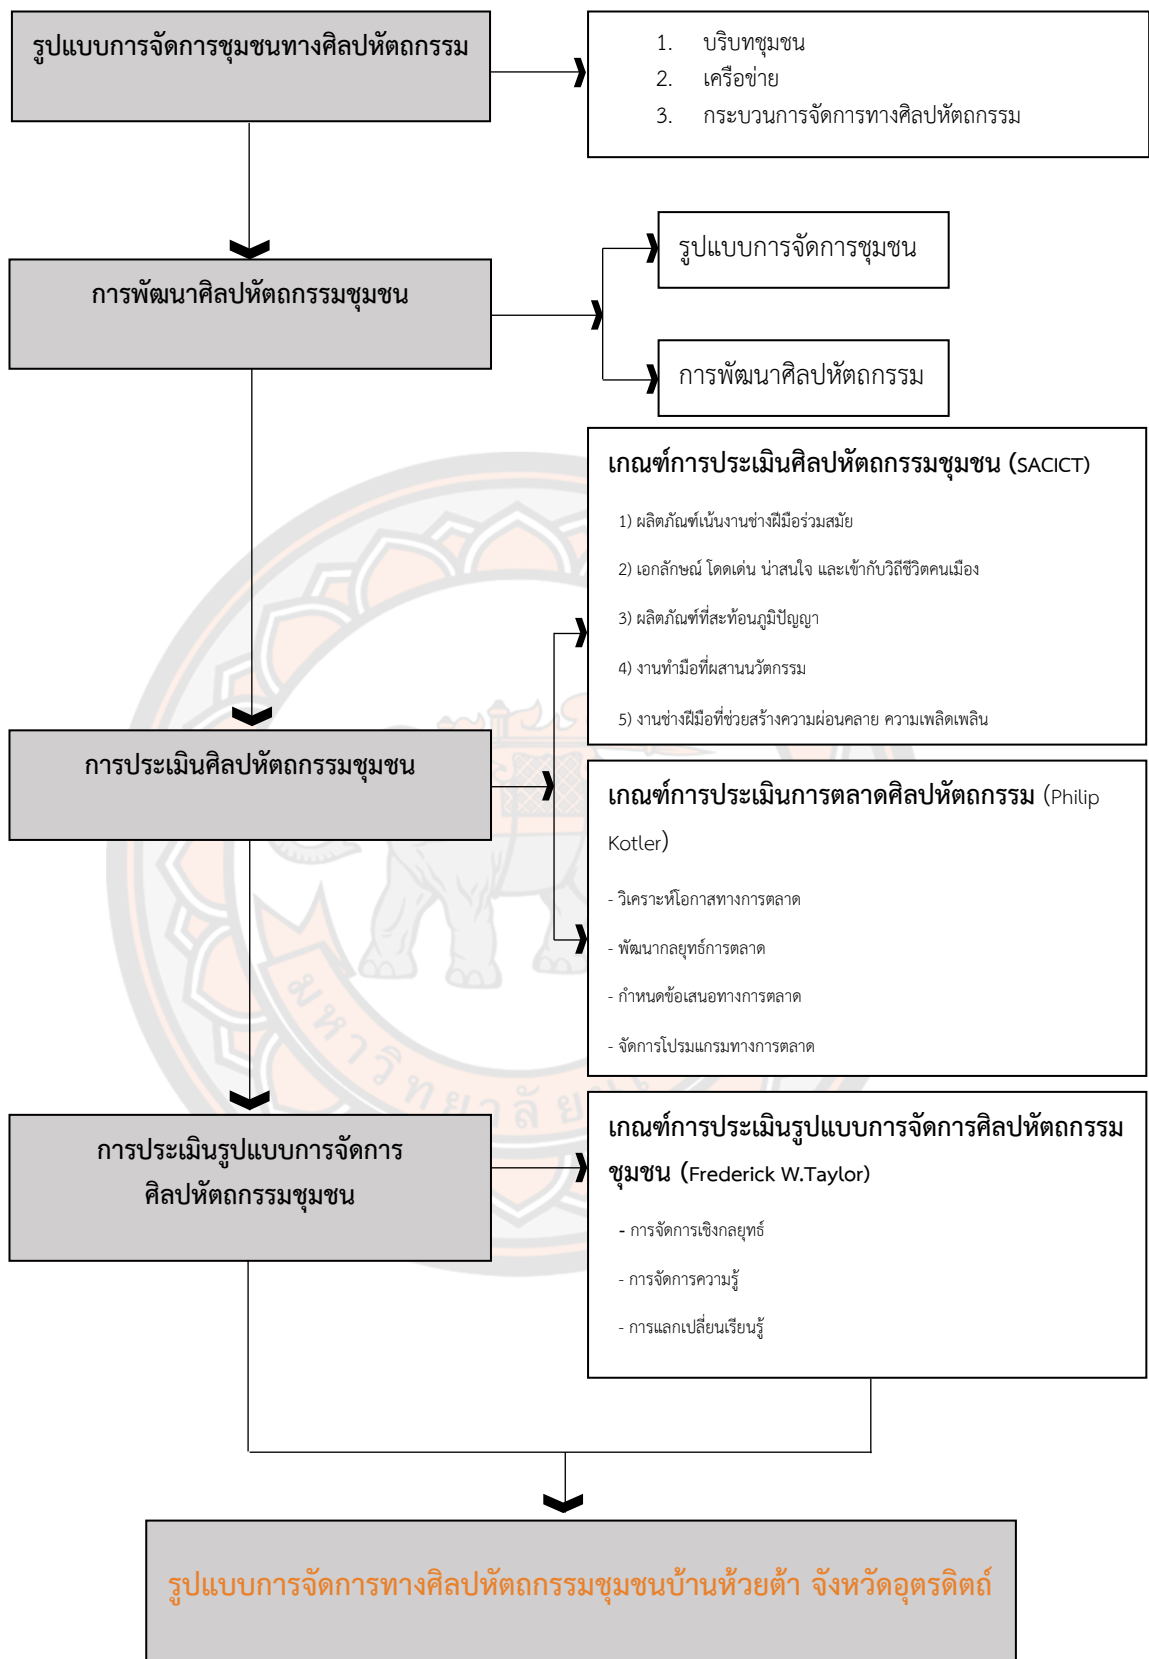 รูปแบบการจัดการชุมชนทางศิลปหัตถกรรม
1. บริบทชุมชน
2. เครือข่าย
3. กระบวนการจัดการทางศิลปหัตถกรรม
รูปแบบการจัดการชุมชน
การพัฒนาศิลปหัตถกรรมชุมชน
การพัฒนาศิลปหัตถกรรม
เกณฑ์การประเมินศิลปหัตถกรรมชุมชน (SACICT)
1) ผลิตภัณฑ์เน้นงานช่างฝีมือร่วมสมัย
2) เอกลักษณ์ โดดเด่น น่าสนใจ และเข้ากับวิถีชีวิตคนเมือง
3) ผลิตภัณฑ์ที่สะท้อนภูมิปัญญา
4) งานทำมือที่ผสานนวัตกรรม
5) งานช่างฝีมือที่ช่วยสร้างความผ่อนคลาย ความเพลิดเพลิน
การประเมินศิลปหัตถกรรมชุมชน
เกณฑ์การประเมินการตลาดศิลปหัตถกรรม (Philip
Kotler)
- วิเคราะห์โอกาสทางการตลาด
- พัฒนากลยุทธ์การตลาด
- กำหนดข้อเสนอทางการตลาด
- จัดการโปรมแกรมทางการตลาด
มหาวิทยาลัย
การประเมินรูปแบบการจัดการ
ศิลปหัตถกรรมชุมชน
เกณฑ์การประเมินรูปแบบการจัดการศิลปหัตถกรรม
ชุมชน (Frederick W.Taylor)
- การจัดการเชิงกลยุทธ์
- การจัดการความรู้
- การแลกเปลี่ยนเรียนรู้
รูปแบบการจัดการทางศิลปหัตถกรรมชุมชนบ้านห้วยต้า จังหวัดอุตรดิตถ์